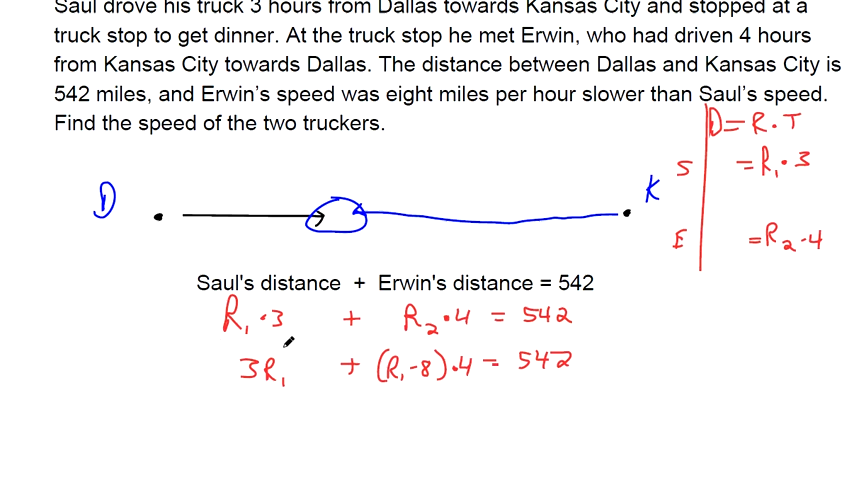 Saul drove his truck 3 hours from Dallas towards Kansas City and stopped at a
truck stop to get dinner. At the truck stop he met Erwin, who had driven 4 hours
from Kansas City towards Dallas. The distance between Dallas and Kansas City is
542 miles, and Erwin's speed was eight miles per hour slower than Saul's speed.
Find the speed of the two truckers.
D = R · T
S = R₁ · 3
D K
E = R₂ · 4
Saul's distance + Erwin's distance = 542
R₁ · 3 + R₂ · 4 = 542
3R₁ + (R₁ - 8) · 4 = 542